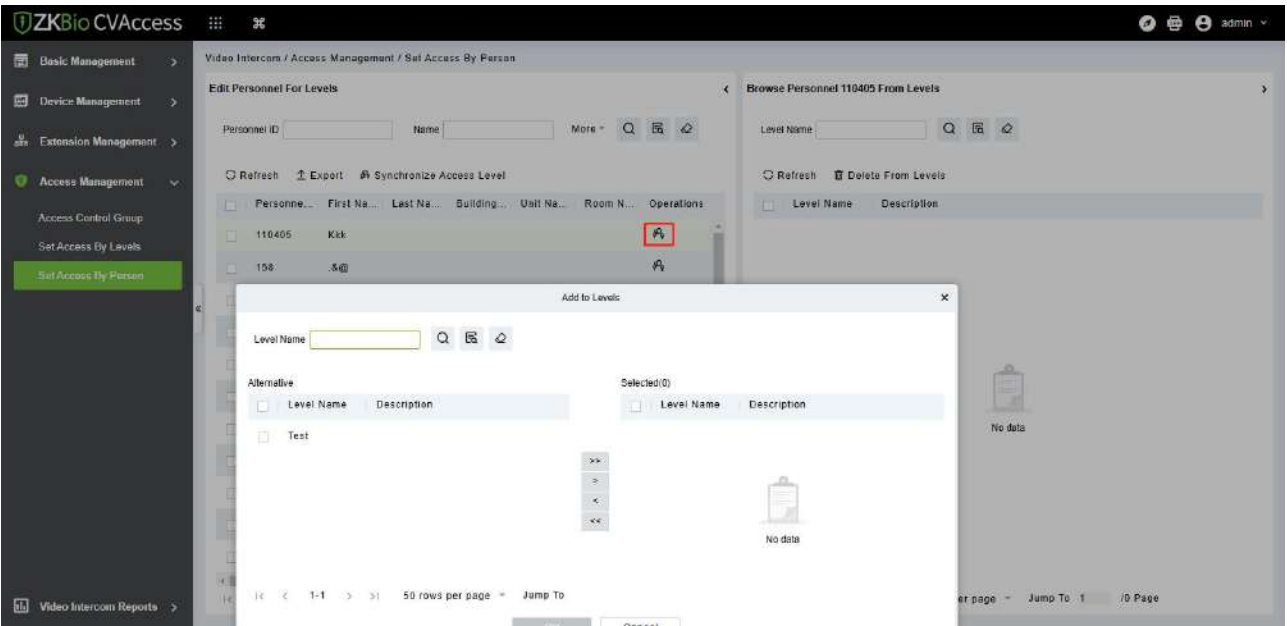 ZKBio CVAccess
admin
Basic Management
Device Management
Extension Management
Access Management
Access Control Group
Set Access By Levels
Set Access By Person
Video Intercom Reports
Video Intercom / Access Management / Set Access By Person
Edit Personnel For Levels
Personnel ID Name More
Refresh Export Synchronize Access Level
Personne... First Na... Last Na... Building... Unit Na... Room N... Operations
110405 Kkk
158 .&@
Browse Personnel 110405 From Levels
Level Name
Refresh Delete From Levels
Level Name Description
No data
er page Jump To 1 /0 Page
Add to Levels
Level Name
Alternative
Level Name Description
Test
>>
>
<
<<
Selected(0)
Level Name Description
No data
|< < 1-1 > >| 50 rows per page Jump To
Cancel